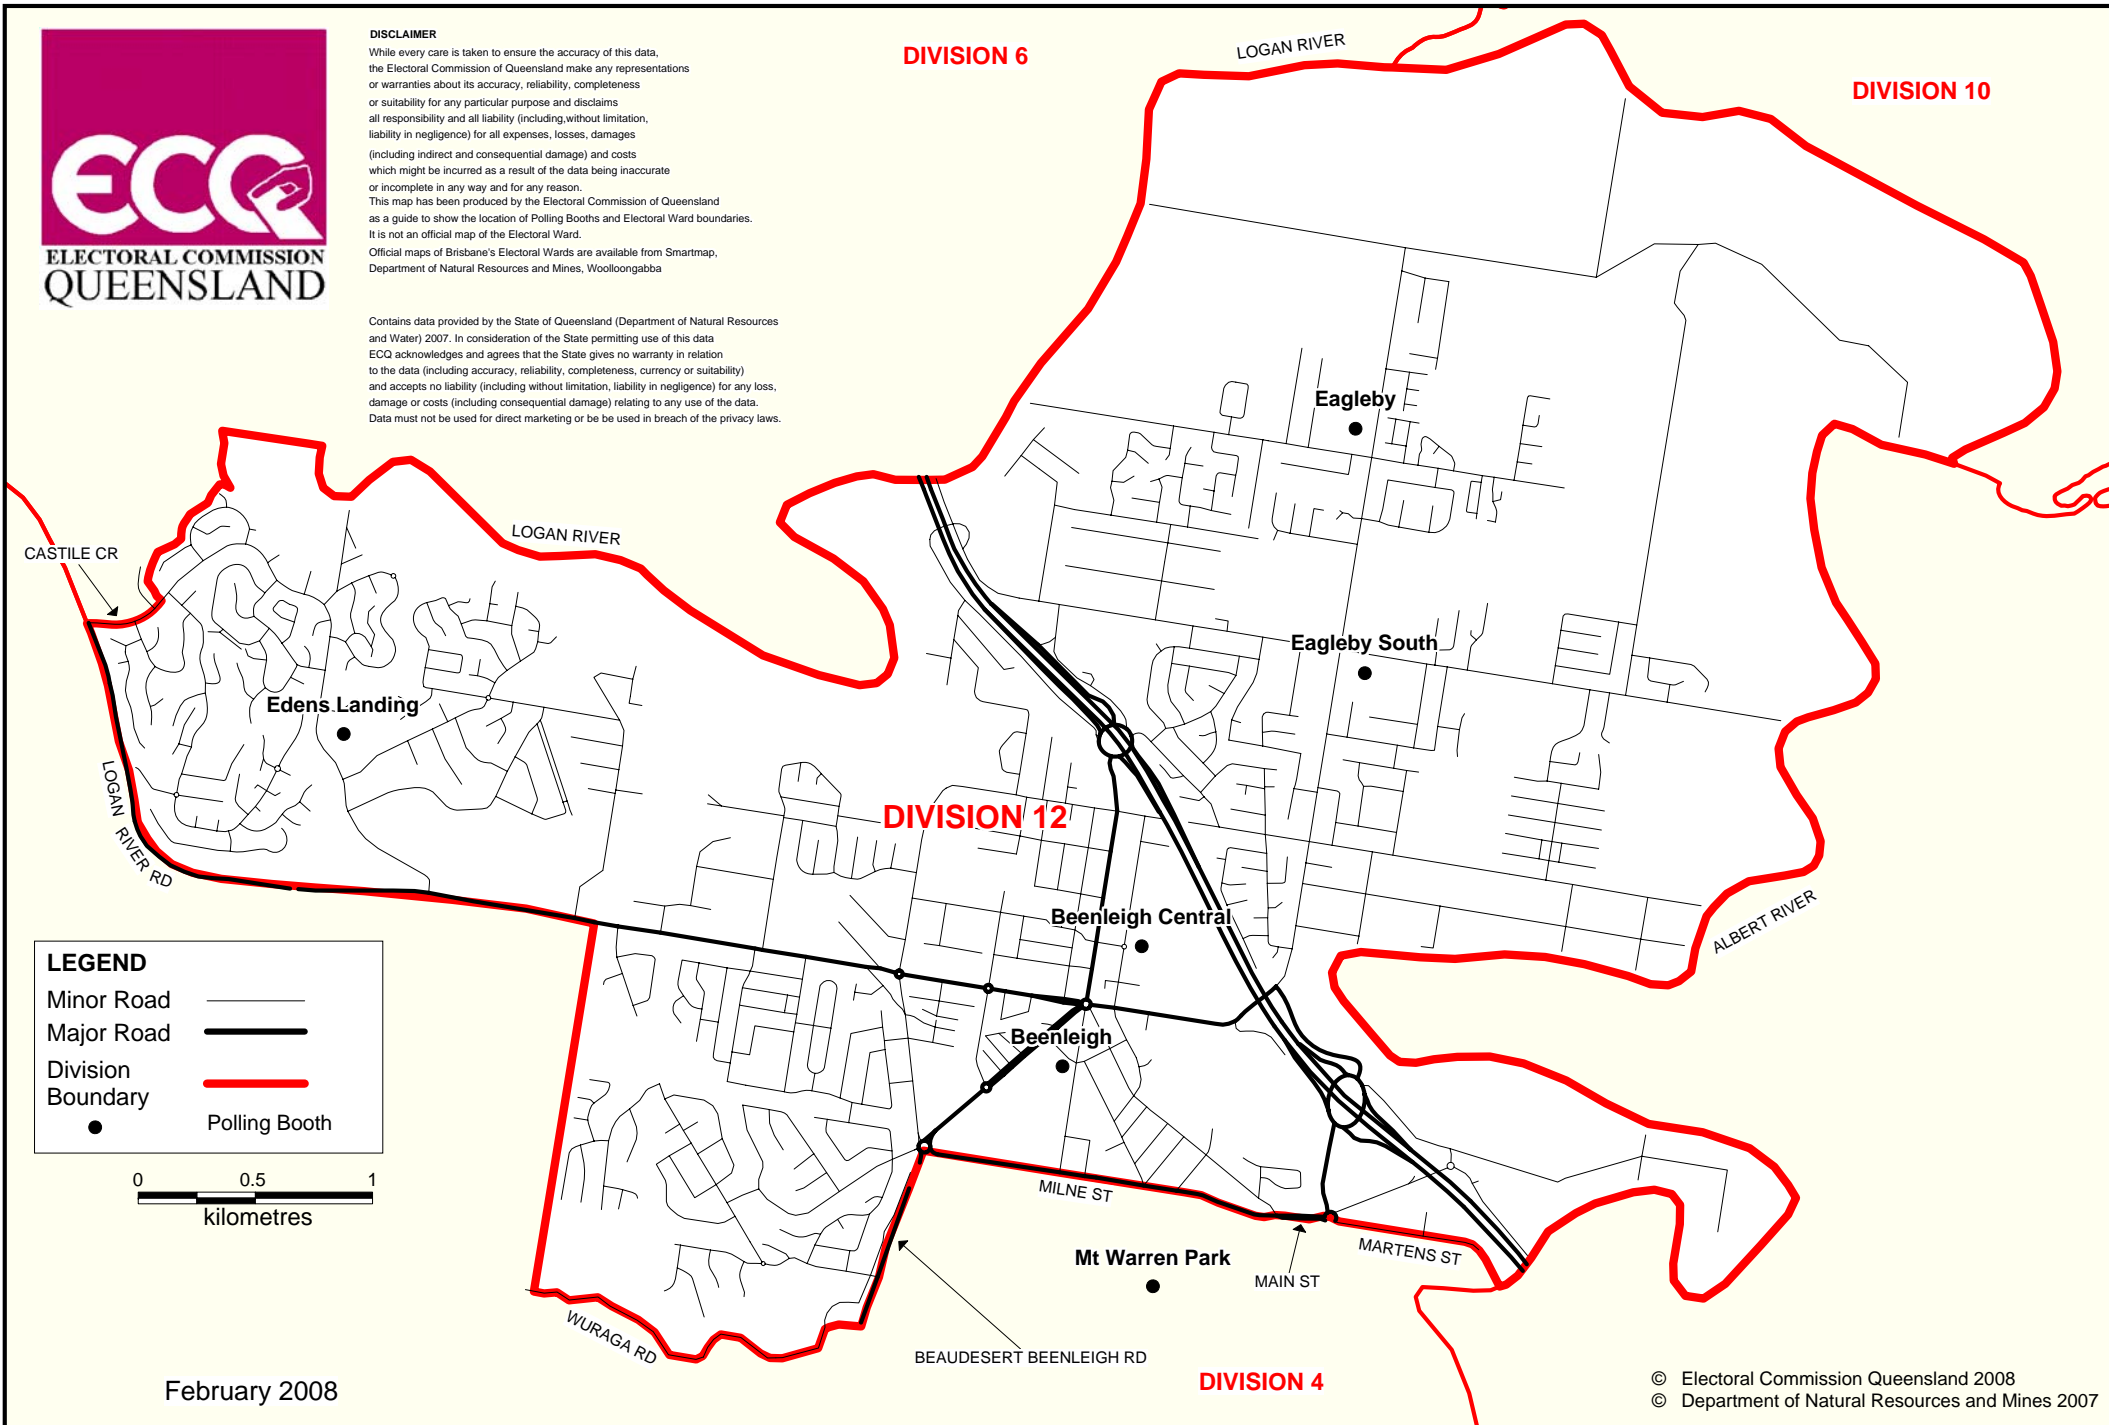 ECQ
ELECTORAL COMMISSION
QUEENSLAND
DISCLAIMER
While every care is taken to ensure the accuracy of this data,
the Electoral Commission of Queensland make any representations
or warranties about its accuracy, reliability, completeness
or suitability for any particular purpose and disclaims
all responsibility and all liability (including,without limitation,
liability in negligence) for all expenses, losses, damages
(including indirect and consequential damage) and costs
which might be incurred as a result of the data being inaccurate
or incomplete in any way and for any reason.
This map has been produced by the Electoral Commission of Queensland
as a guide to show the location of Polling Booths and Electoral Ward boundaries.
It is not an official map of the Electoral Ward.
Official maps of Brisbane's Electoral Wards are available from Smartmap,
Department of Natural Resources and Mines, Woolloongabba
Contains data provided by the State of Queensland (Department of Natural Resources
and Water) 2007. In consideration of the State permitting use of this data
ECQ acknowledges and agrees that the State gives no warranty in relation
to the data (including accuracy, reliability, completeness, currency or suitability)
and accepts no liability (including without limitation, liability in negligence) for any loss,
damage or costs (including consequential damage) relating to any use of the data.
Data must not be used for direct marketing or be be used in breach of the privacy laws.
DIVISION 6
LOGAN RIVER
DIVISION 10
Eagleby
LOGAN RIVER
CASTILE CR
Eagleby South
Edens Landing
LOGAN RIVER RD
DIVISION 12
Beenleigh Central
ALBERT RIVER
Beenleigh
LEGEND
Minor Road
Major Road
Division
Boundary
Polling Booth
0 0.5 1
kilometres
MILNE ST
MARTENS ST
Mt Warren Park
MAIN ST
WURAGA RD
BEAUDESERT BEENLEIGH RD
DIVISION 4
February 2008
© Electoral Commission Queensland 2008
© Department of Natural Resources and Mines 2007